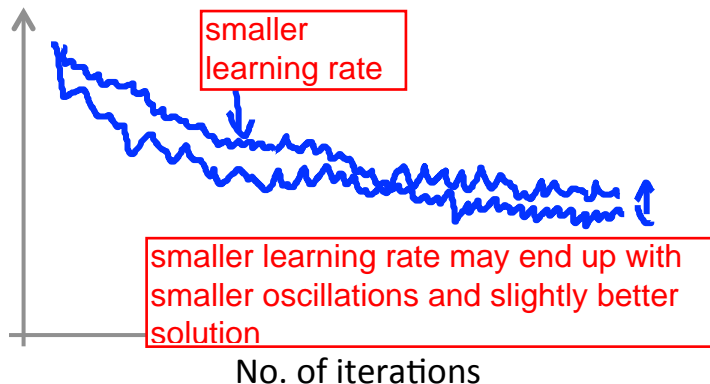 smaller
learning rate
smaller learning rate may end up with
smaller oscillations and slightly better
solution
No. of iterations